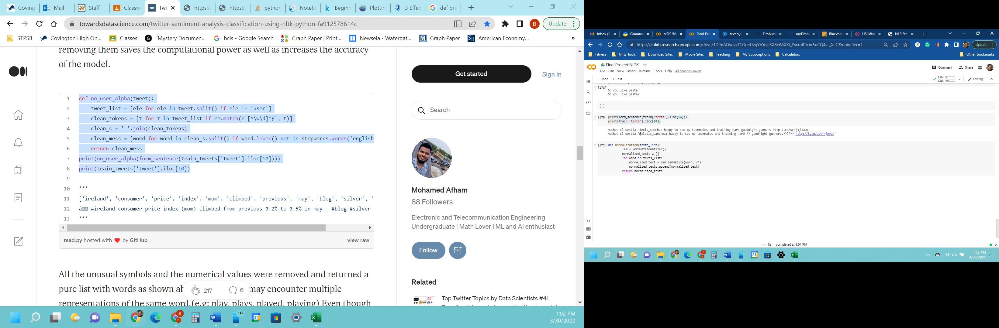 Coving
Mail - E
Staff
Classw
tds Twi
https:/
https:/
python
Notebo
Beginn
Plottin
3 Effec
def pre
towardsdatascience.com/twitter-sentiment-analysis-classification-using-nltk-python-fa912578614c
B
Update
STPSB
Covington High On...
Classes
"Mystery Documen...
hcis - Google Search
Graph Paper | Print...
Newsela - Watergat...
Graph Paper
American Economy...
»
removing them saves the computational power as well as increases the accuracy
of the model.
1 def no_user_alpha(tweet):
2 tweet_list = [ele for ele in tweet.split() if ele != 'user']
3 clean_tokens = [t for t in tweet_list if re.match(r'[^\W\d]*$', t)]
4 clean_s = ' '.join(clean_tokens)
5 clean_mess = [word for word in clean_s.split() if word.lower() not in stopwords.words('english
6 return clean_mess
7 print(no_user_alpha(form_sentence(train_tweets['tweet'].iloc[10])))
8 print(train_tweets['tweet'].iloc[10])
9
10 '''
11 ['ireland', 'consumer', 'price', 'index', 'mom', 'climbed', 'previous', 'may', 'blog', 'silver', '
12 â #ireland consumer price index (mom) climbed from previous 0.2% to 0.5% in may #blog #silver
13 '''
read.py hosted with ❤ by GitHub
view raw
All the unusual symbols and the numerical values were removed and returned a
pure list with words as shown ab
may encounter multiple
217
6
representations of the same word.(e.g: play, plays, played, playing) Even though
Get started
Sign In
Search
Mohamed Afham
88 Followers
Electronic and Telecommunication Engineering
Undergraduate | Math Lover | ML and AI enthusiast
Follow
Related
Top Twitter Topics by Data Scientists #41
19
31
1:02 PM
3/30/2022
Inbox (2
Gramma
MDS 56
Final Pro
text.py |
Elmhurs
myElmh
Blackbo
USIIWor
NLP Ste
https://colab.research.google.com/drive/1D9pAOyovzTCGoeUvgYbYqU3XBcWiXXi_#scrollTo=r5uCQ4v-_XeG&uniqifier=1
Update
Fitness
Nifty Tools
Download Sites
Movie Sites
Teaching
My Subscriptions
Calculators
Other bookmarks
Final Project NLTK
File Edit View Insert Runtime Tools Help All changes saved
Comment
Share
+ Code + Text
RAM
Disk
Editing
[178]
Do you like pasta
Do you like pasta?
[ ]
[179] print(form_sentence(train['texts'].iloc[54]))
print(train['texts'].iloc[54])
Noches El-Bestia Alexis_Sanchez happy to see my teammates and training hard goodnight gunners http t.co/uc4j4jHvGR
Noches El-Bestia '@Alexis_Sanchez: happy to see my teammates and training hard ?? goodnight gunners.?????? http://t.co/uc4j4jHvGR'
[172] def normalization(texts_list):
lem = WordNetLemmatizer()
normalized_texts = []
for word in texts_list:
normalized_text = lem.lemmatize(word,'v')
normalized_texts.append(normalized_text)
return normalized_texts
0s completed at 1:01 PM
19
31
1:02 PM
3/30/2022
12